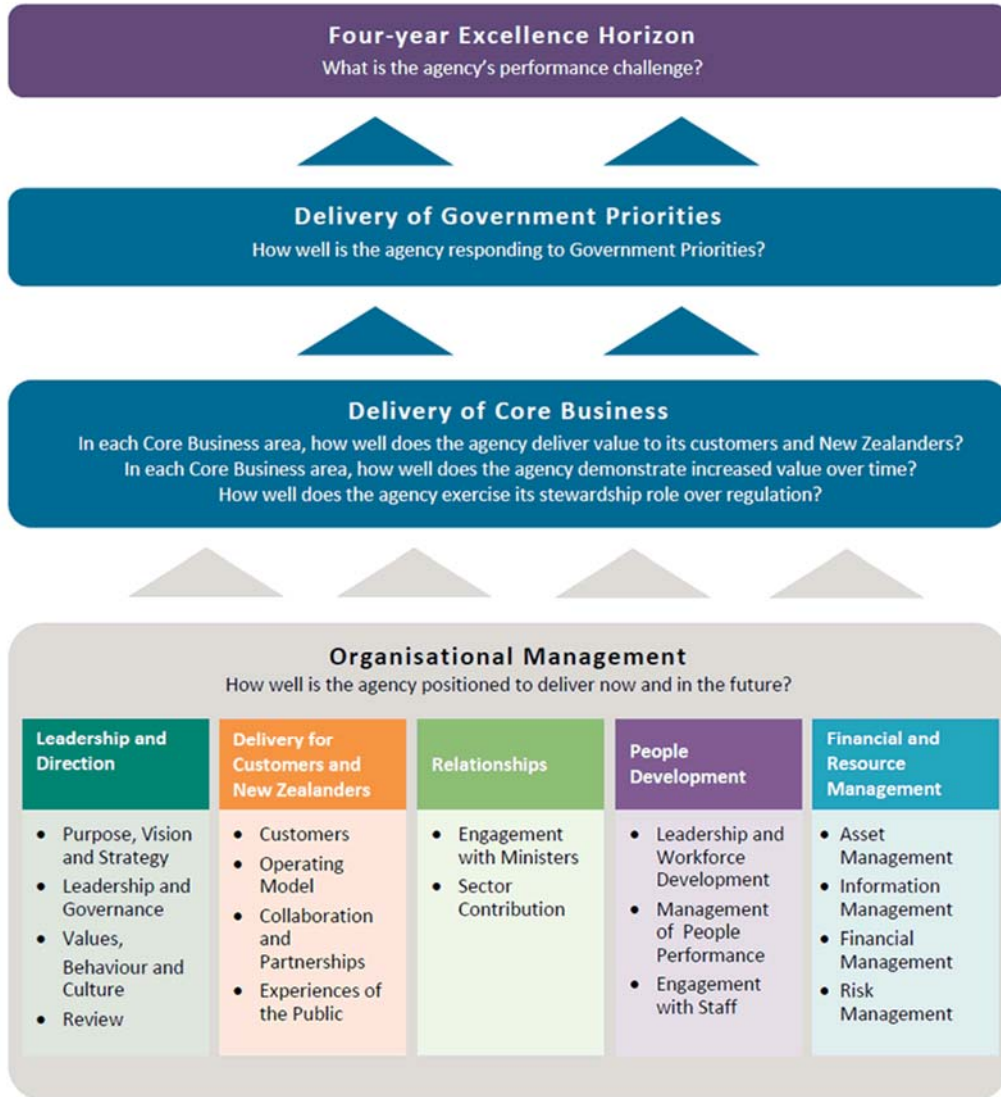 Four-year Excellence Horizon
What is the agency's performance challenge?
Delivery of Government Priorities
How well is the agency responding to Government Priorities?
Delivery of Core Business
In each Core Business area, how well does the agency deliver value to its customers and New Zealanders?
In each Core Business area, how well does the agency demonstrate increased value over time?
How well does the agency exercise its stewardship role over regulation?
Organisational Management
How well is the agency positioned to deliver now and in the future?
Leadership and
Direction
• Purpose, Vision
and Strategy
• Leadership and
Governance
• Values,
Behaviour and
Culture
• Review
Delivery for
Customers and
New Zealanders
• Customers
• Operating
Model
• Collaboration
and
Partnerships
• Experiences of
the Public
Relationships
• Engagement
with Ministers
• Sector
Contribution
People
Development
• Leadership and
Workforce
Development
• Management
of People
Performance
• Engagement
with Staff
Financial and
Resource
Management
• Asset
Management
• Information
Management
• Financial
Management
• Risk
Management